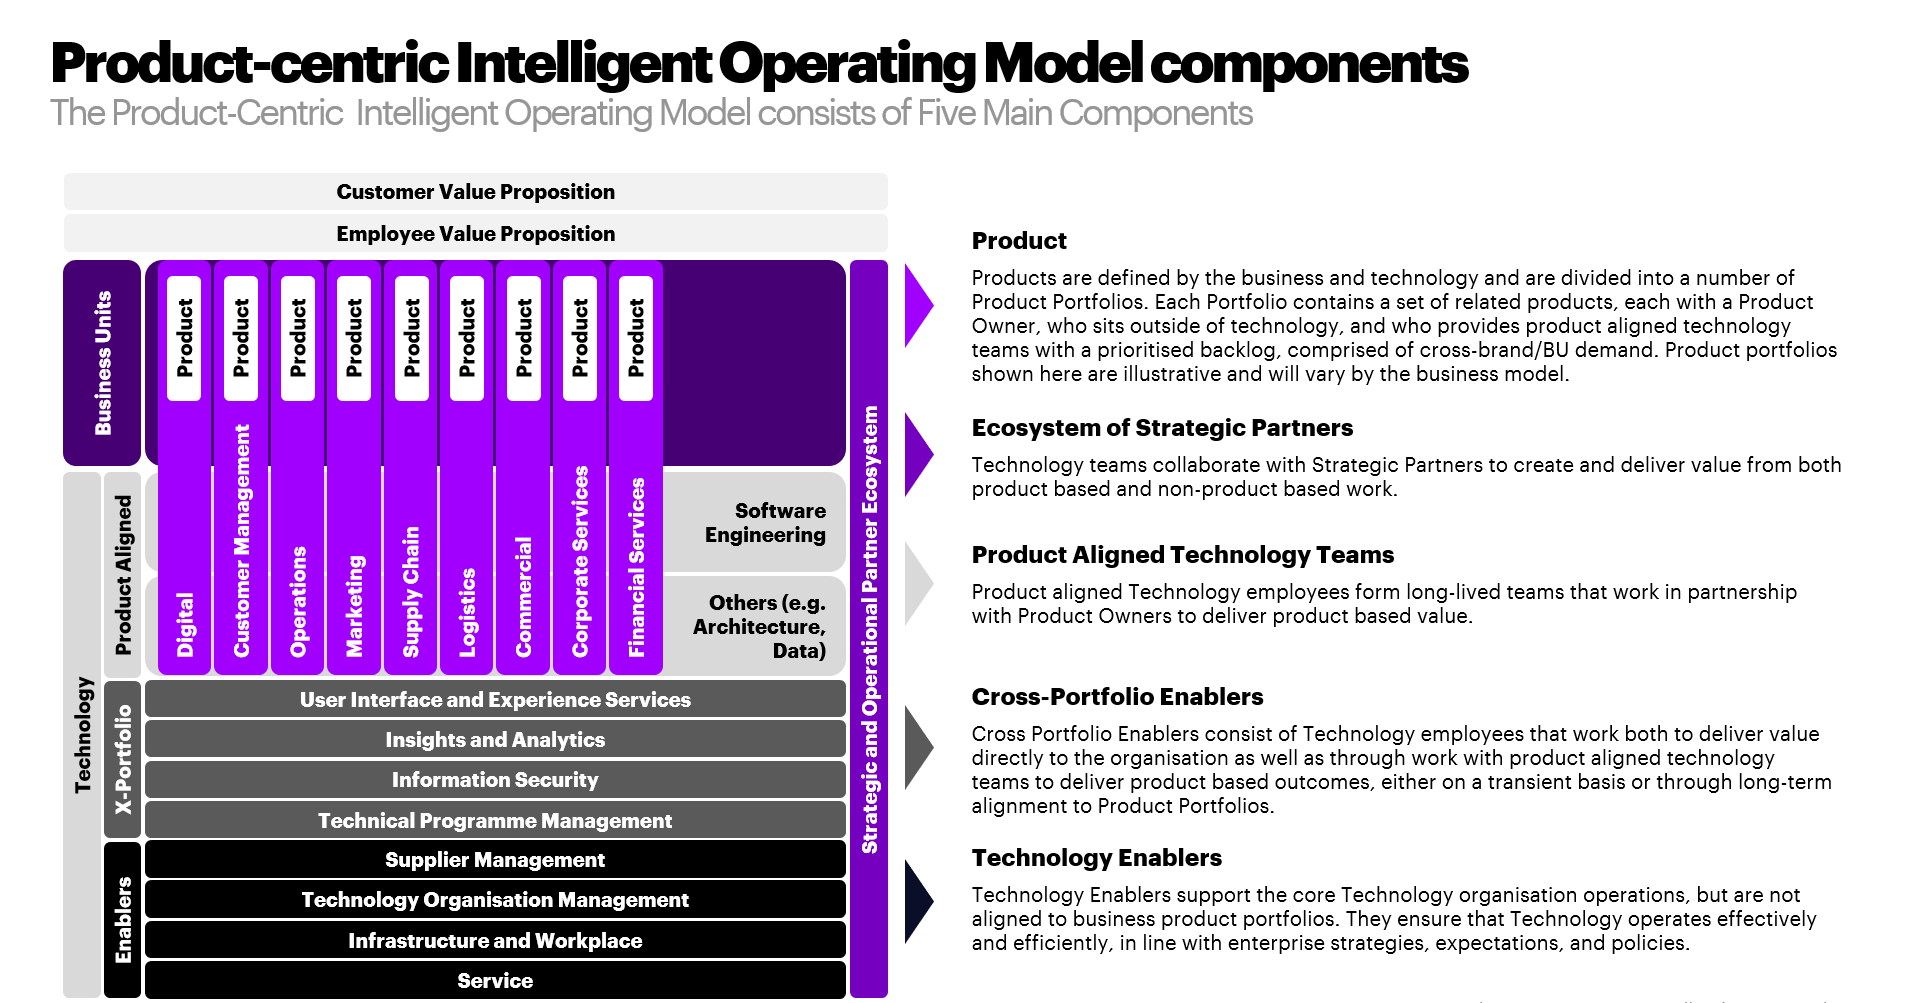 Product-centric Intelligent Operating Model components
The Product-Centric Intelligent Operating Model consists of Five Main Components
Customer Value Proposition
Employee Value Proposition
Business Units
Product
Product
Product
Product
Product
Product
Product
Product
Product
Digital
Customer Management
Operations
Marketing
Supply Chain
Logistics
Commercial
Corporate Services
Financial Services
Technology
Product Aligned
Software
Engineering
Others (e.g.
Architecture,
Data)
X-Portfolio
User Interface and Experience Services
Insights and Analytics
Information Security
Technical Programme Management
Enablers
Supplier Management
Technology Organisation Management
Infrastructure and Workplace
Service
Strategic and Operational Partner Ecosystem
Product
Products are defined by the business and technology and are divided into a number of
Product Portfolios. Each Portfolio contains a set of related products, each with a Product
Owner, who sits outside of technology, and who provides product aligned technology
teams with a prioritised backlog, comprised of cross-brand/BU demand. Product portfolios
shown here are illustrative and will vary by the business model.
Ecosystem of Strategic Partners
Technology teams collaborate with Strategic Partners to create and deliver value from both
product based and non-product based work.
Product Aligned Technology Teams
Product aligned Technology employees form long-lived teams that work in partnership
with Product Owners to deliver product based value.
Cross-Portfolio Enablers
Cross Portfolio Enablers consist of Technology employees that work both to deliver value
directly to the organisation as well as through work with product aligned technology
teams to deliver product based outcomes, either on a transient basis or through long-term
alignment to Product Portfolios.
Technology Enablers
Technology Enablers support the core Technology organisation operations, but are not
aligned to business product portfolios. They ensure that Technology operates effectively
and efficiently, in line with enterprise strategies, expectations, and policies.